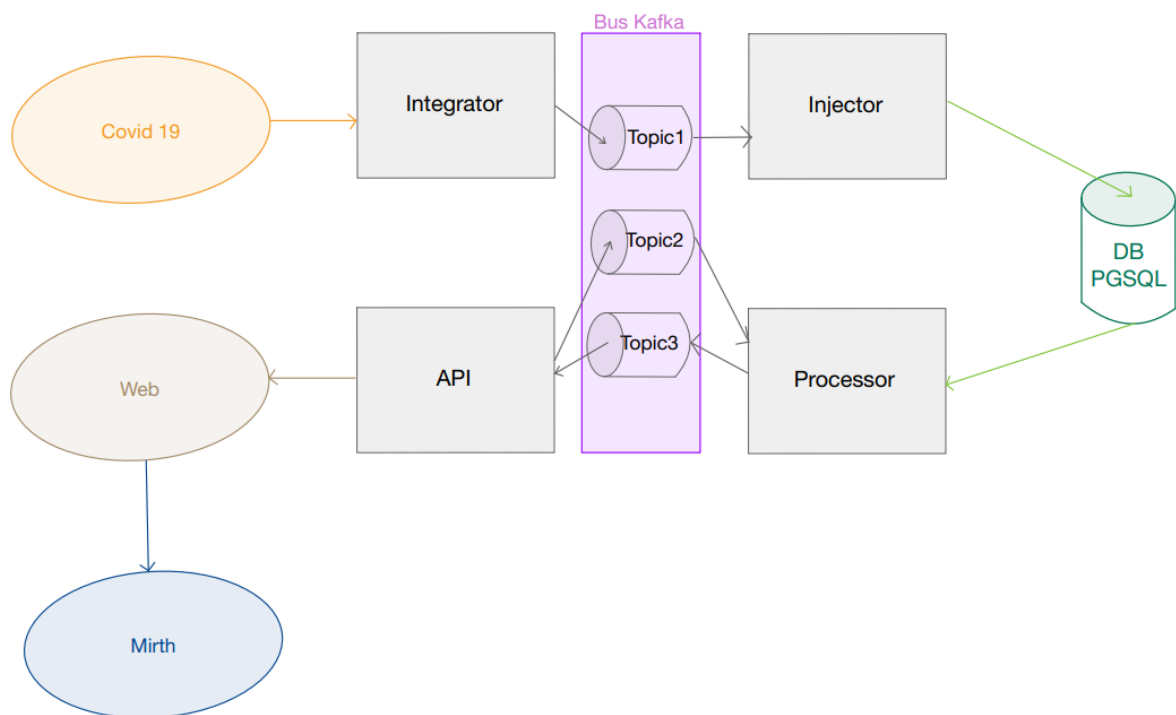 Bus Kafka
Covid 19
Integrator
Topic1
Injector
Topic2
DB
PGSQL
Web
API
Topic3
Processor
Mirth